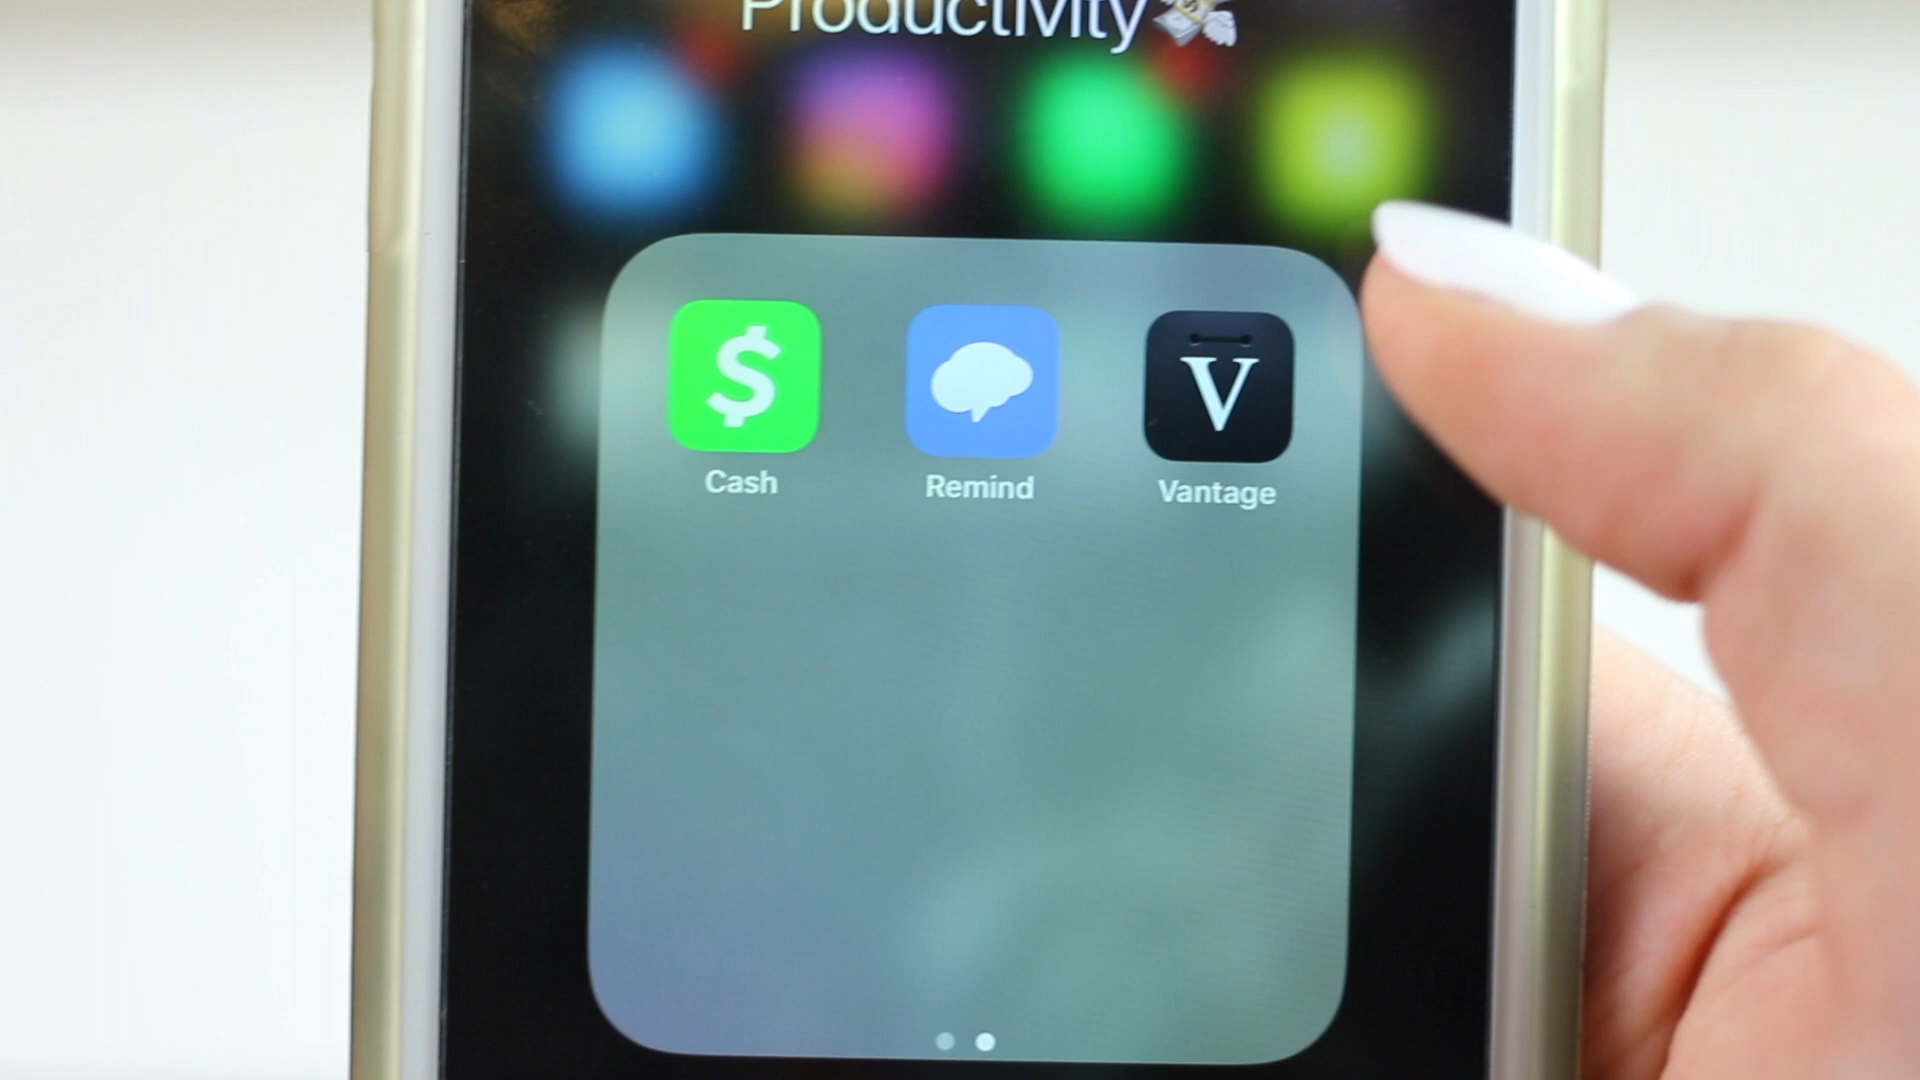 Productivity💸
$
V
Cash
Remind
Vantage